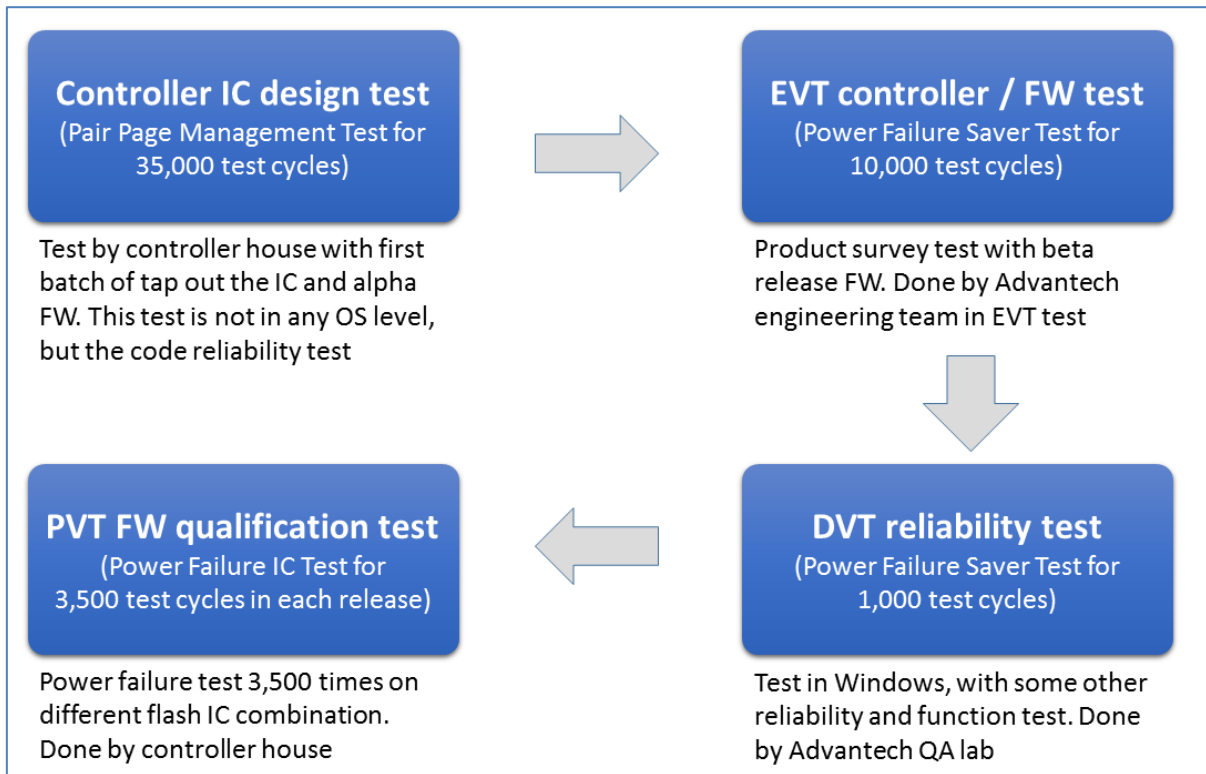 Controller IC design test
(Pair Page Management Test for
35,000 test cycles)
Test by controller house with first
batch of tap out the IC and alpha
FW. This test is not in any OS level,
but the code reliability test
EVT controller / FW test
(Power Failure Saver Test for
10,000 test cycles)
Product survey test with beta
release FW. Done by Advantech
engineering team in EVT test
DVT reliability test
(Power Failure Saver Test for
1,000 test cycles)
Test in Windows, with some other
reliability and function test. Done
by Advantech QA lab
PVT FW qualification test
(Power Failure IC Test for
3,500 test cycles in each release)
Power failure test 3,500 times on
different flash IC combination.
Done by controller house